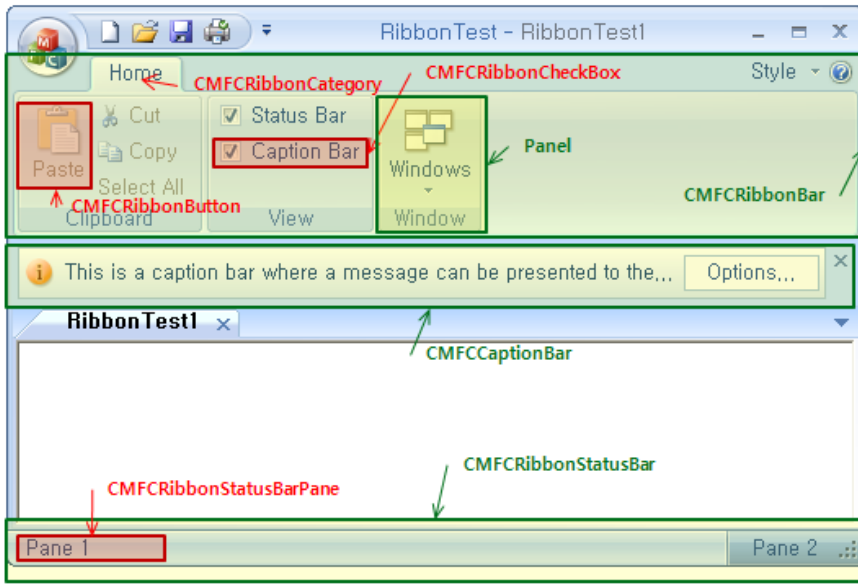 RibbonTest - RibbonTest1
Home
CMFCRibbonCategory
CMFCRibbonCheckBox
Style
Cut
Status Bar
Copy
Caption Bar
Panel
Paste
Windows
Select All
CMFCRibbonBar
CMFCRibbonButton
Clipboard
View
Window
This is a caption bar where a message can be presented to the...
Options...
RibbonTest1
CMFCCaptionBar
CMFCRibbonStatusBar
CMFCRibbonStatusBarPane
Pane 1
Pane 2